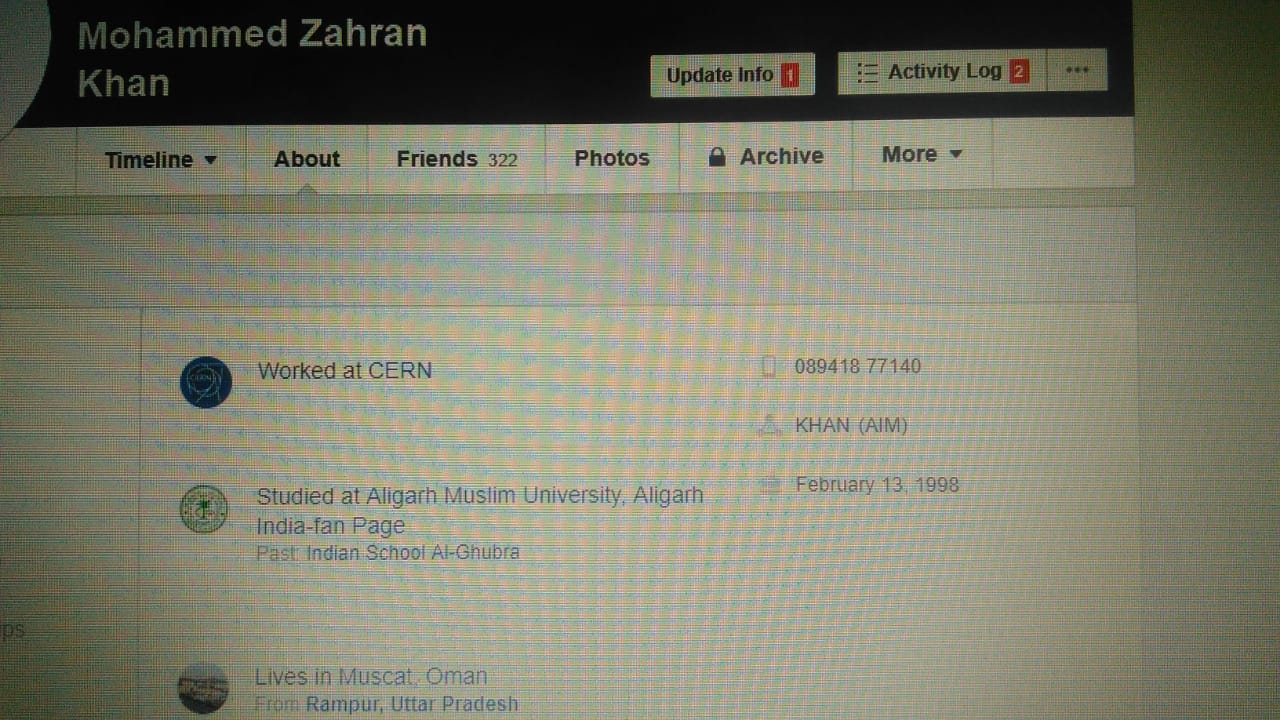 Mohammed Zahran
Khan
Update Info 1
Activity Log 2
Timeline
About
Friends 322
Photos
Archive
More
Worked at CERN
089418 77140
KHAN (AIM)
February 13, 1998
Studied at Aligarh Muslim University, Aligarh
India-fan Page
Past: Indian School Al-Ghubra
ps
Lives in Muscat, Oman
From Rampur, Uttar Pradesh